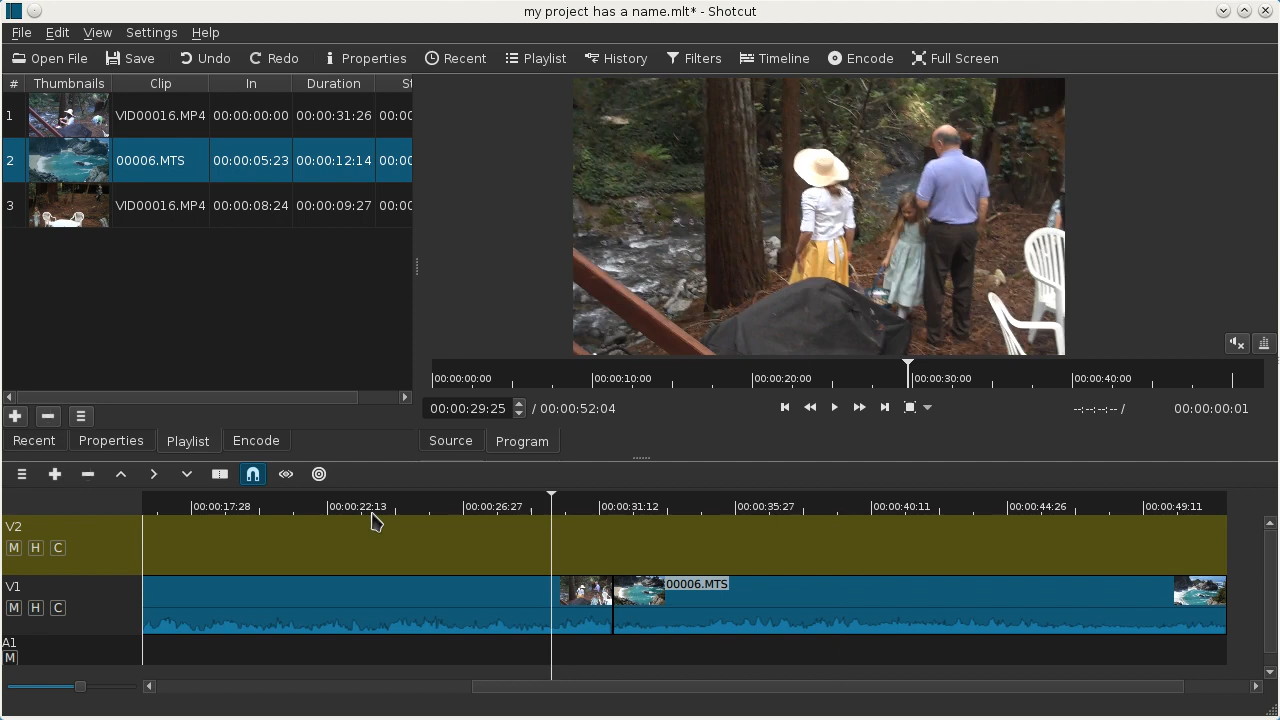 my project has a name.mlt* - Shotcut
File Edit View Settings Help
Open File Save Undo Redo Properties Recent Playlist History Filters Timeline Encode Full Screen
# Thumbnails Clip In Duration St
1 VID00016.MP4 00:00:00:00 00:00:31:26 00:00
2 00006.MTS 00:00:05:23 00:00:12:14 00:00
3 VID00016.MP4 00:00:08:24 00:00:09:27 00:00
00:00:00:00 00:00:10:00 00:00:20:00 00:00:30:00 00:00:40:00
00:00:29:25 / 00:00:52:04 --:--:--:-- / 00:00:00:01
Recent Properties Playlist Encode
Source Program
00:00:17:28 00:00:22:13 00:00:26:27 00:00:31:12 00:00:35:27 00:00:40:11 00:00:44:26 00:00:49:11
V2
M H C
V1
00006.MTS
M H C
A1
M